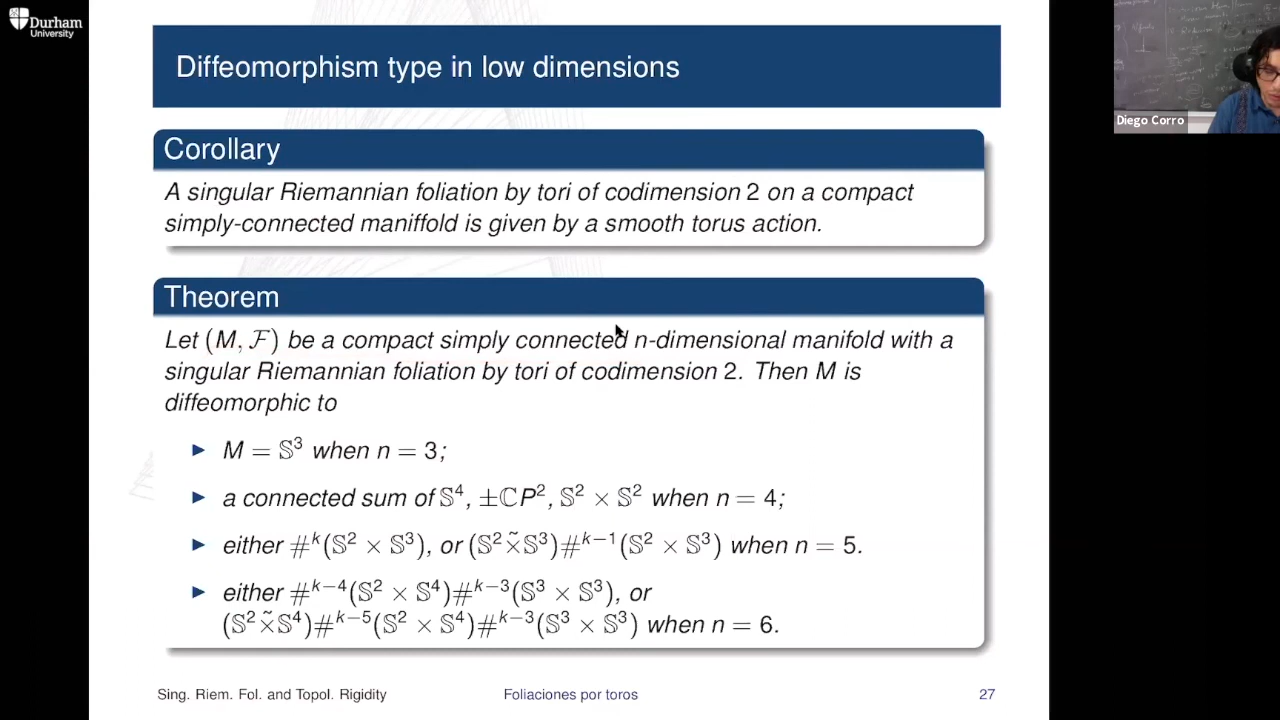 Durham
University
Diffeomorphism type in low dimensions
Corollary
A singular Riemannian foliation by tori of codimension 2 on a compact
simply-connected maniffold is given by a smooth torus action.
Theorem
Let (M, ℱ) be a compact simply connected n-dimensional manifold with a
singular Riemannian foliation by tori of codimension 2. Then M is
diffeomorphic to
▶ M = 𝕊³ when n = 3;
▶ a connected sum of 𝕊⁴, ±ℂP², 𝕊² × 𝕊² when n = 4;
▶ either #ᵏ(𝕊² × 𝕊³), or (𝕊² ×̃ 𝕊³)#ᵏ⁻¹(𝕊² × 𝕊³) when n = 5.
▶ either #ᵏ⁻⁴(𝕊² × 𝕊⁴)#ᵏ⁻³(𝕊³ × 𝕊³), or
(𝕊² ×̃ 𝕊⁴)#ᵏ⁻⁵(𝕊² × 𝕊⁴)#ᵏ⁻³(𝕊³ × 𝕊³) when n = 6.
Sing. Riem. Fol. and Topol. Rigidity
Foliaciones por toros
27
Diego Corro